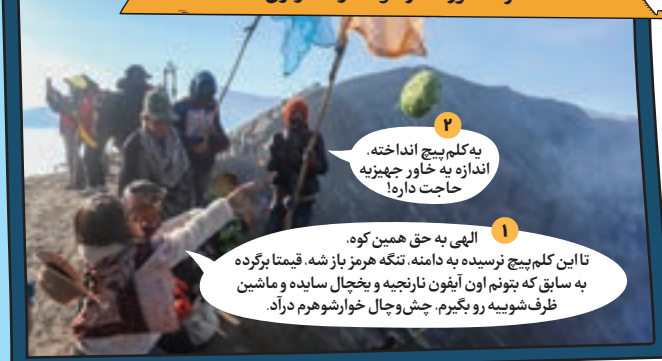 ۲
یه کلم‌پیچ انداخته.
اندازه یه خاور جهیزیه
حاجت داره!
۱
الهی به حق همین کوه.
تا این کلم‌پیچ نرسیده به دامنه. تنگه هرمز باز شه. قیمتا برگرده
به سابق که بتونم اون آیفون نارنجیه و یخچال سایده و ماشین
ظرف‌شوییه رو بگیرم. چش‌وچال خوارشوهرم درآد.